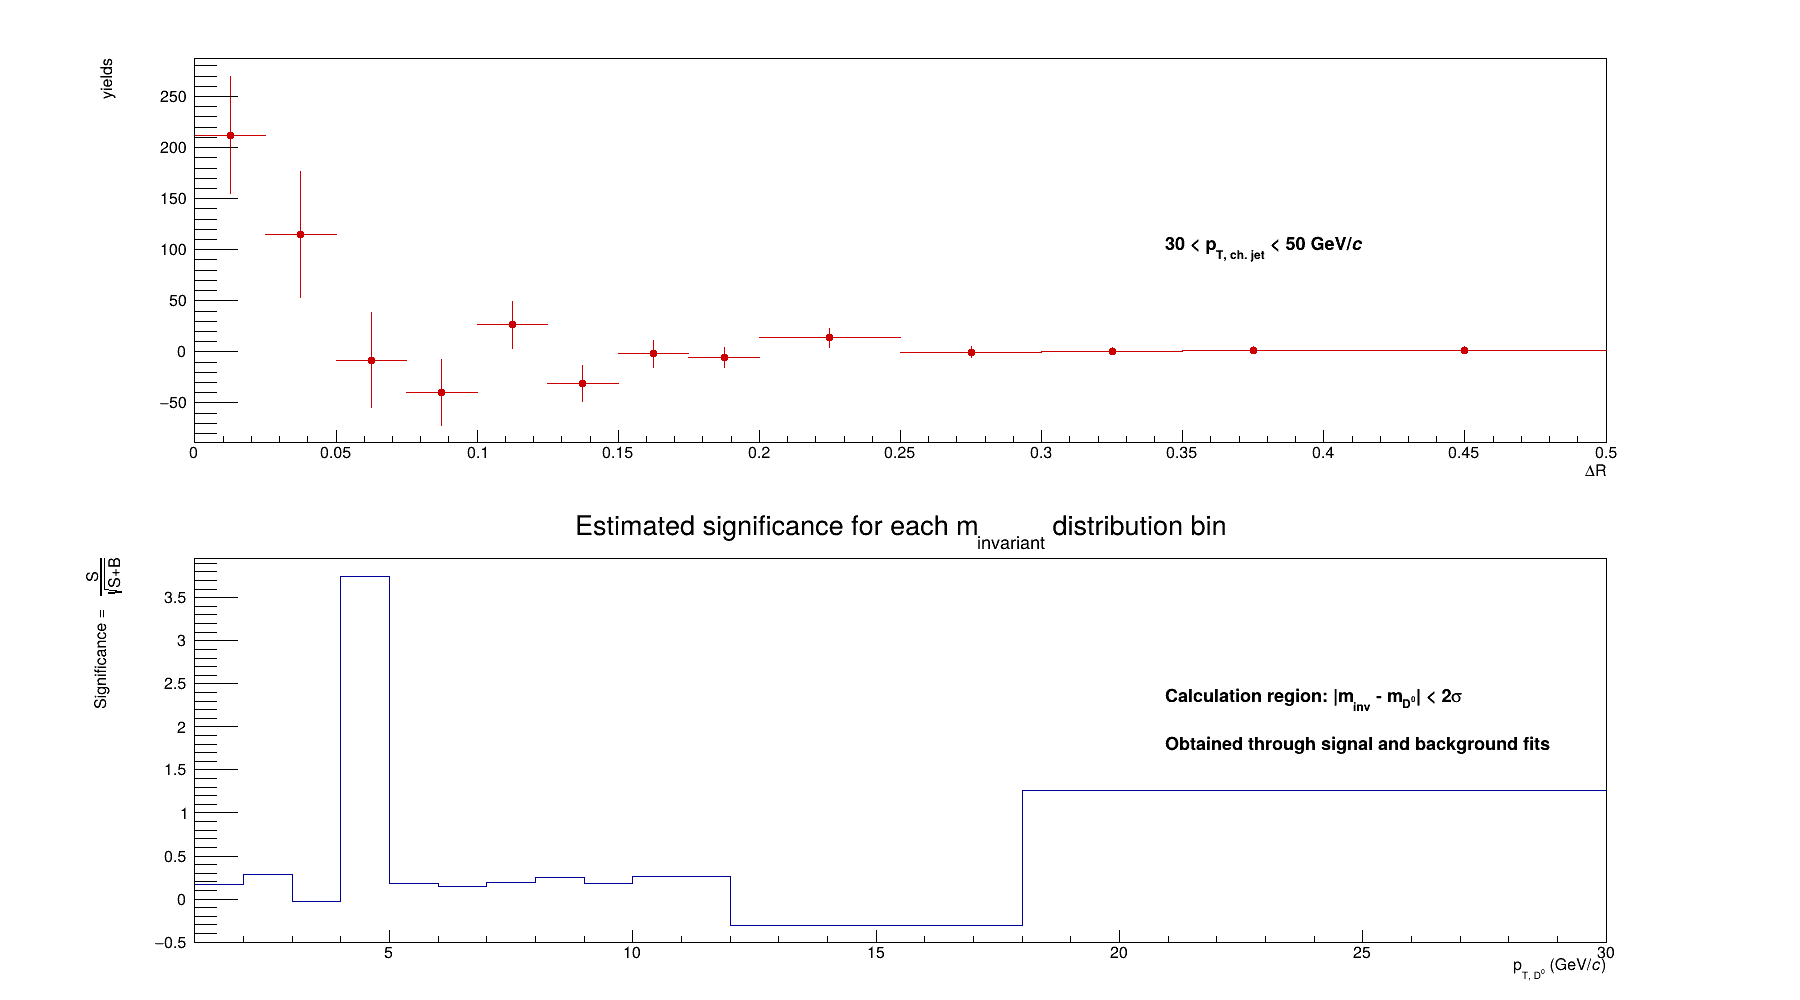 yields
250
200
150
100
50
0
−50
30 < pT, ch. jet < 50 GeV/c
0 0.05 0.1 0.15 0.2 0.25 0.3 0.35 0.4 0.45 0.5
ΔR
Estimated significance for each minvariant distribution bin
Significance = S/√S+B
3.5
3
2.5
2
1.5
1
0.5
0
−0.5
Calculation region: |minv - mD⁰| < 2σ
Obtained through signal and background fits
5 10 15 20 25 30
pT, D⁰ (GeV/c)